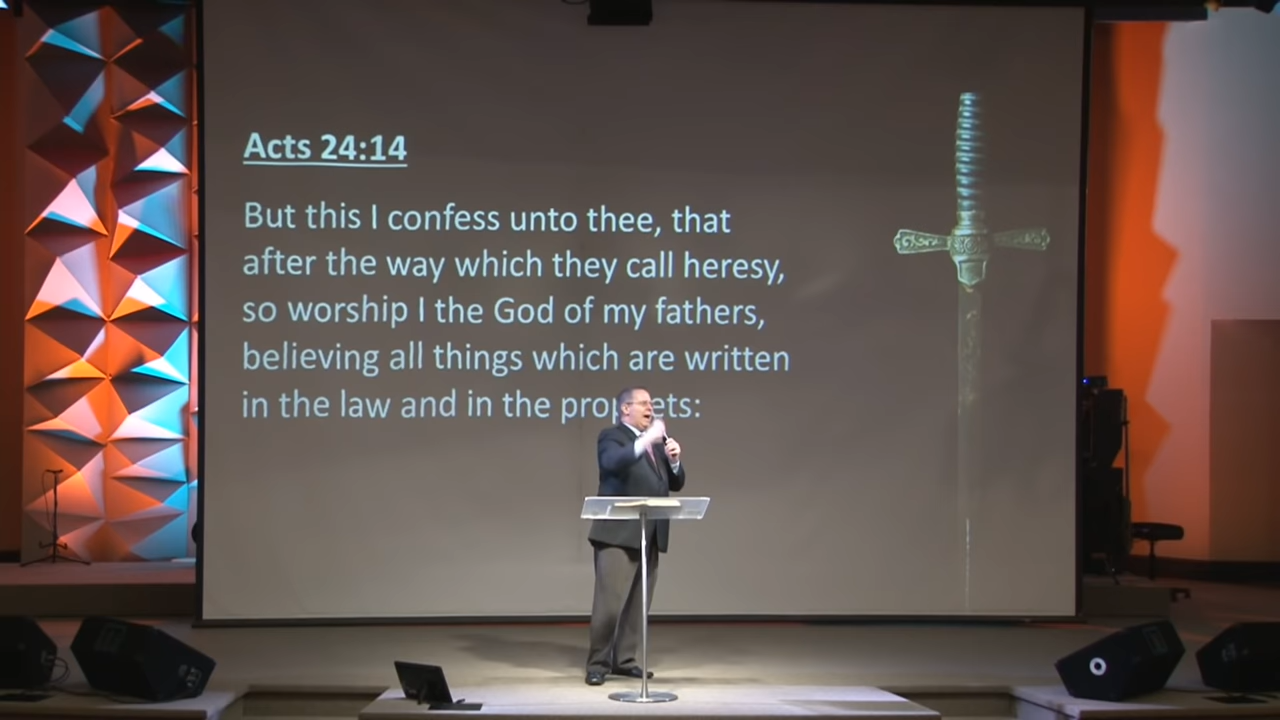 Acts 24:14
But this I confess unto thee, that
after the way which they call heresy,
so worship I the God of my fathers,
believing all things which are written
in the law and in the prophets: